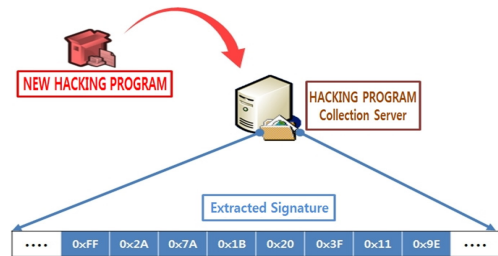 NEW HACKING PROGRAM
HACKING PROGRAM
Collection Server
Extracted Signature
.... 0xFF 0x2A 0x7A 0x1B 0x20 0x3F 0x11 0x9E ....